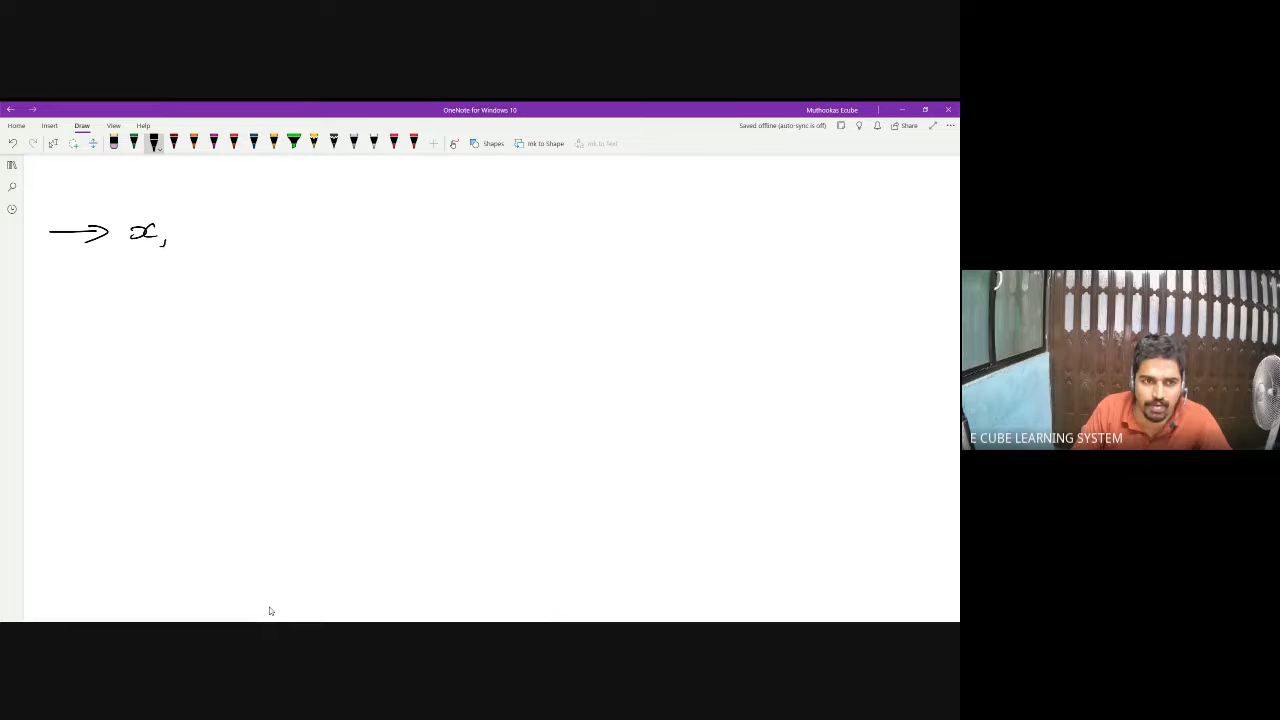 OneNote for Windows 10
Muthookas Ecube
Home Insert Draw View Help
Saved offline (auto-sync is off) Share
Shapes Ink to Shape Ink to Text
→ x,
E CUBE LEARNING SYSTEM